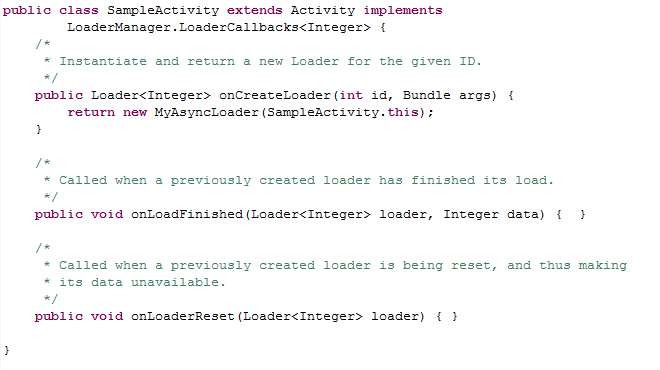 public class SampleActivity extends Activity implements
        LoaderManager.LoaderCallbacks<Integer> {
    /*
     * Instantiate and return a new Loader for the given ID.
     */
    public Loader<Integer> onCreateLoader(int id, Bundle args) {
        return new MyAsyncLoader(SampleActivity.this);
    }
    /*
     * Called when a previously created loader has finished its load.
     */
    public void onLoadFinished(Loader<Integer> loader, Integer data) {  }
    /*
     * Called when a previously created loader is being reset, and thus making
     * its data unavailable.
     */
    public void onLoaderReset(Loader<Integer> loader) { }
}